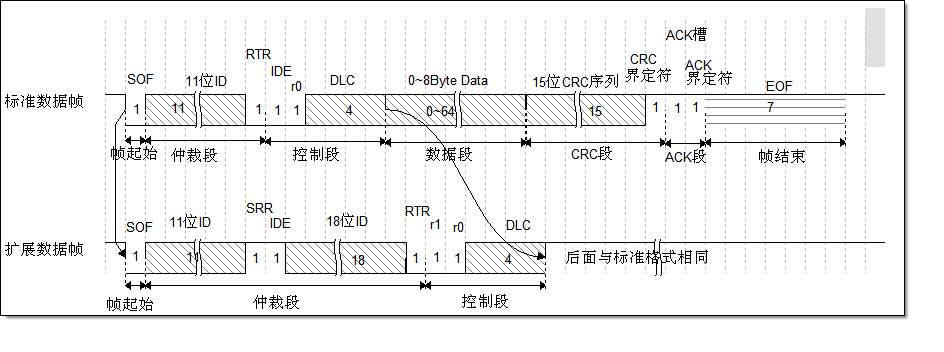 ACK槽
RTR
CRC
界定符
ACK
界定符
SOF
11位ID
IDE
r0
DLC
0~8Byte Data
15位CRC序列
EOF
标准数据帧
1
11
1
1
1
4
0~64
15
1
1
1
7
帧起始
仲裁段
控制段
数据段
CRC段
ACK段
帧结束
SOF
11位ID
SRR
IDE
18位ID
RTR
r1
r0
DLC
扩展数据帧
1
11
1
1
18
1
1
1
4
后面与标准格式相同
帧起始
仲裁段
控制段